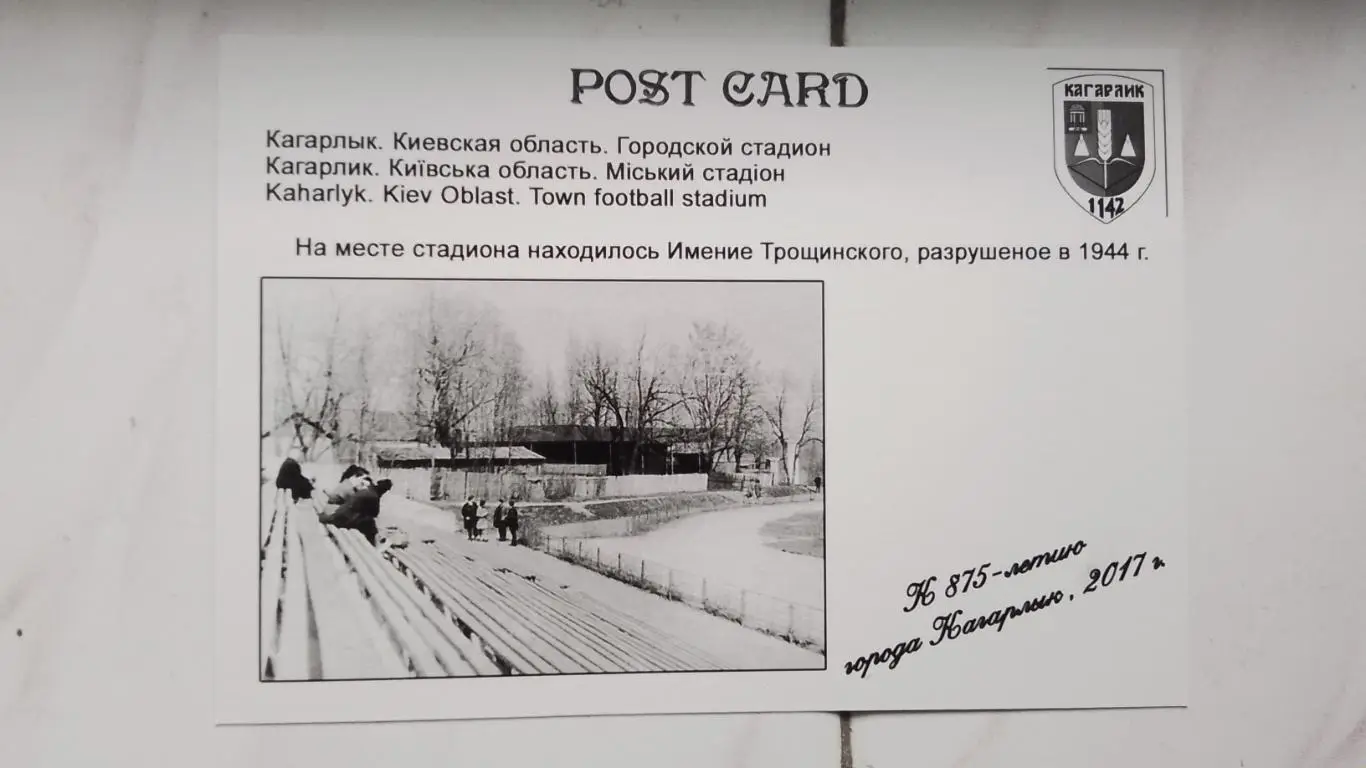 POST CARD
КАГАРЛИК
1142
Кагарлык. Киевская область. Городской стадион
Кагарлик. Київська область. Міський стадіон
Kaharlyk. Kiev Oblast. Town football stadium
На месте стадиона находилось Имение Трощинского, разрушеное в 1944 г.
К 875-летию
города Кагарлык, 2017 г.